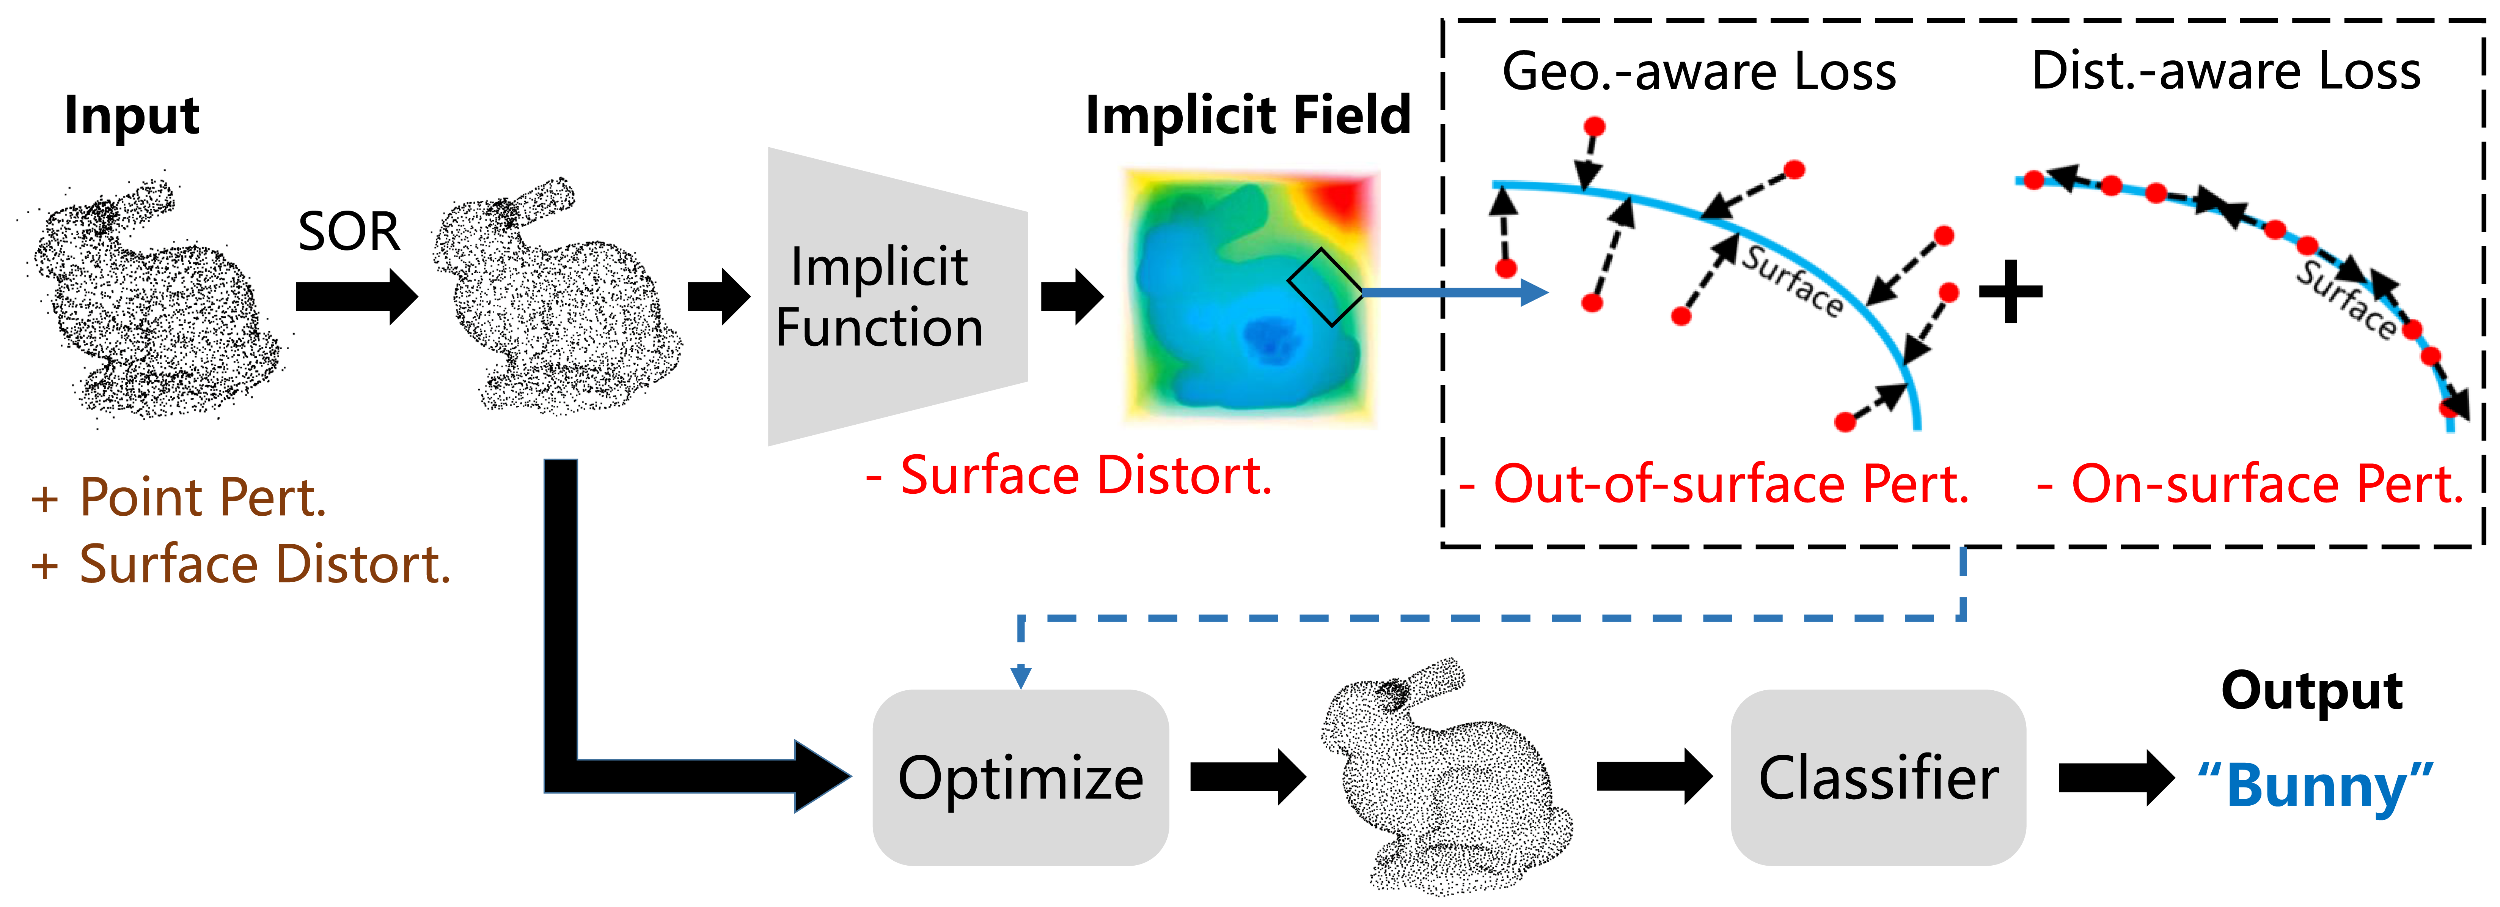 Input
SOR
Implicit
Function
Implicit Field
Geo.-aware Loss
Dist.-aware Loss
Surface
+
Surface
+ Point Pert.
+ Surface Distort.
- Surface Distort.
- Out-of-surface Pert.
- On-surface Pert.
Optimize
Classifier
Output
“Bunny”